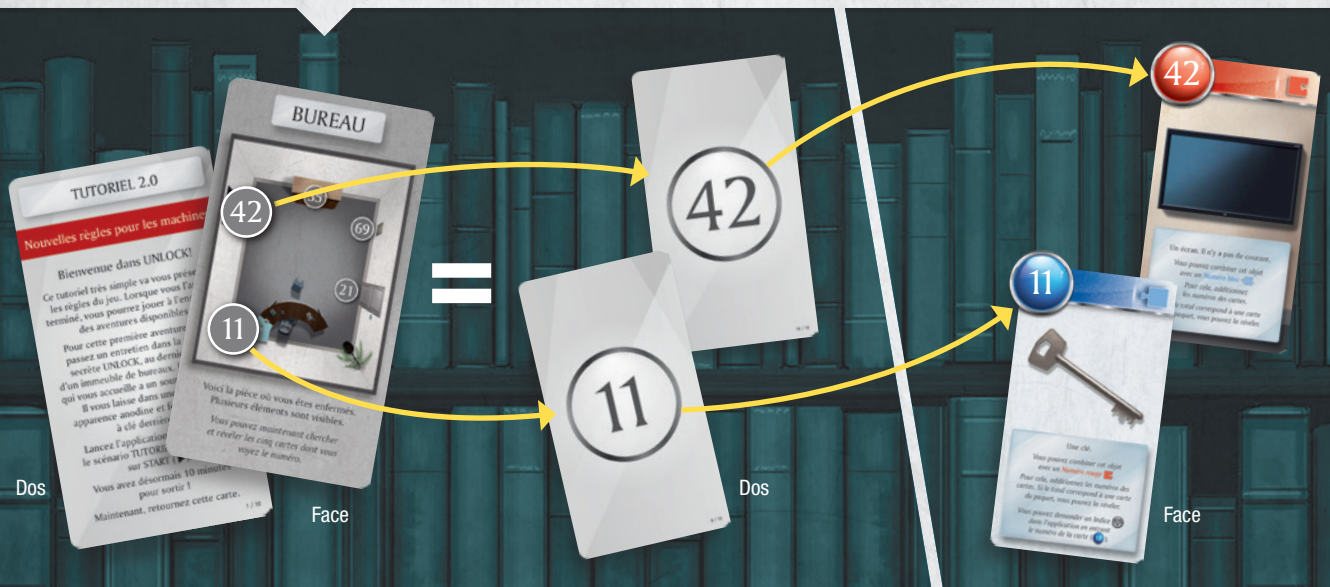 TUTORIEL 2.0
Nouvelles règles pour les machine
Bienvenue dans UNLOCK!
Ce tutoriel très simple va vous prése
les règles du jeu. Lorsque vous l'a
terminé, vous pourrez jouer à l'en
des aventures disponibles
Pour cette première aventure
passez un entretien dans la
secrète UNLOCK, au derni
d'un immeuble de bureaux.
qui vous accueille a un sour
Il vous laisse dans une
apparence anodine et
à clé derrière
Lancez l'application
le scénario TUTORI
sur START
Vous avez désormais 10 minutes
pour sortir !
Maintenant, retournez cette carte.
1 / 10
Dos
BUREAU
42
35
69
21
11
Voici la pièce où vous êtes enfermés.
Plusieurs éléments sont visibles.
Vous pouvez maintenant chercher
et révéler les cinq cartes dont vous
voyez le numéro.
Face
=
42
11
Dos
42
Un écran. Il n'y a pas de courant.
Vous pouvez combiner cet objet
avec un Numéro bleu
Pour cela, additionnez
les numéros des cartes.
total correspond à une carte
paquet, vous pouvez la révéler.
11
Une clé.
Vous pouvez combiner cet objet
avec un Numéro rouge
Pour cela, additionnez les numéros des
cartes. Si le total correspond à une carte
du paquet, vous pouvez la révéler.
Vous pouvez demander un Indice
dans l'application en entrant
le numéro de la carte
Face